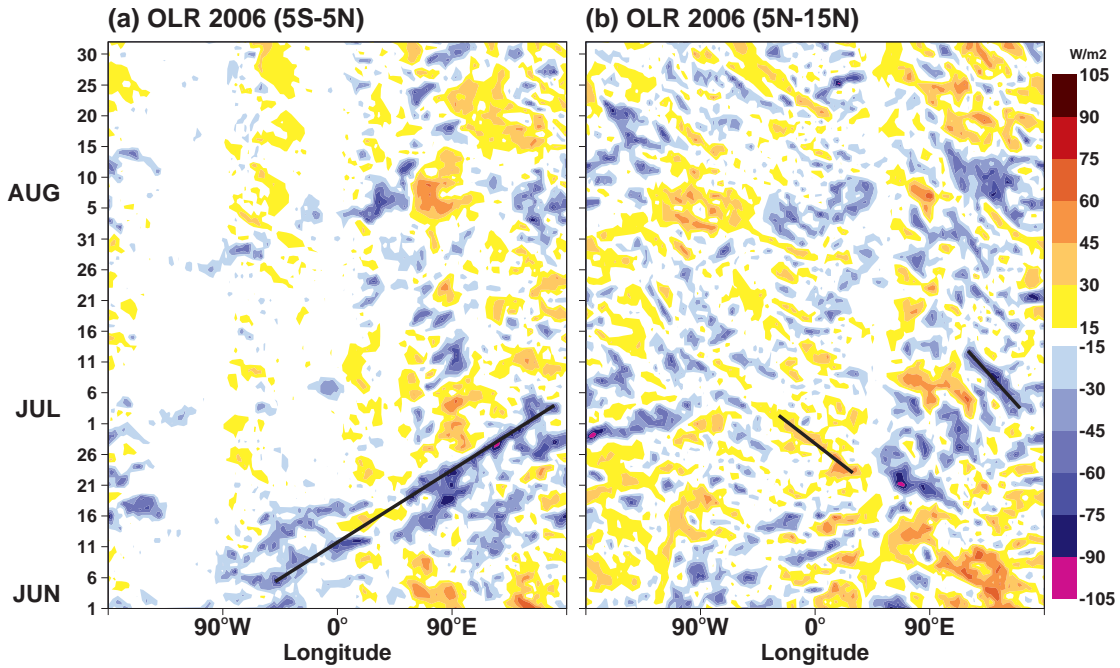 (a) OLR 2006 (5S-5N)
(b) OLR 2006 (5N-15N)
W/m2
30
25
20
15
10
AUG
5
31
26
21
16
11
6
JUL
1
26
21
16
11
6
JUN
1
90°W
0°
90°E
Longitude
90°W
0°
90°E
Longitude
105
90
75
60
45
30
15
-15
-30
-45
-60
-75
-90
-105